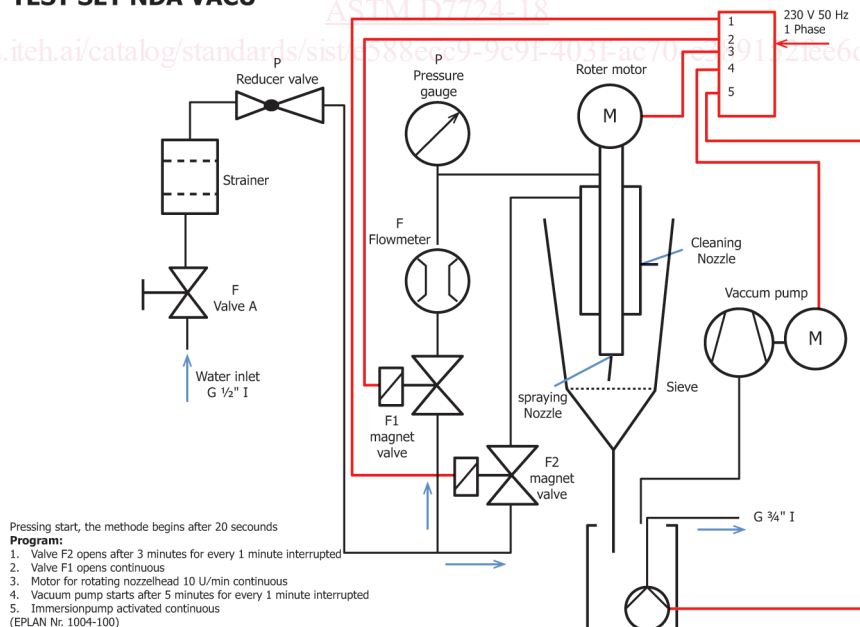 TEST SET NDA VACU
ASTM D7724-18
P
Reducer valve
P
Pressure
gauge
Roter motor
M
1
2
3
4
5
230 V 50 Hz
1 Phase
Strainer
F
Flowmeter
Cleaning
Nozzle
F
Valve A
Vaccum pump
M
Water inlet
G ½" I
spraying
Nozzle
Sieve
F1
magnet
valve
F2
magnet
valve
G ¾" I
Pressing start, the methode begins after 20 secounds
Program:
1. Valve F2 opens after 3 minutes for every 1 minute interrupted
2. Valve F1 opens continuous
3. Motor for rotating nozzelhead 10 U/min continuous
4. Vacuum pump starts after 5 minutes for every 1 minute interrupted
5. Immersionpump activated continuous
(EPLAN Nr. 1004-100)